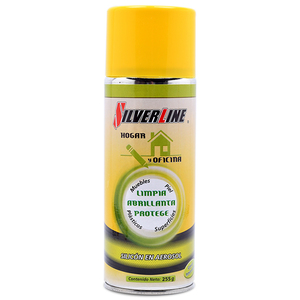 SILVERLINE
HOGAR
Y OFICINA
Muebles
Piel
LIMPIA
ABRILLANTA
PROTEGE
Plásticos
Superficies
SILICÓN EN AEROSOL
Contenido Neto: 255 g